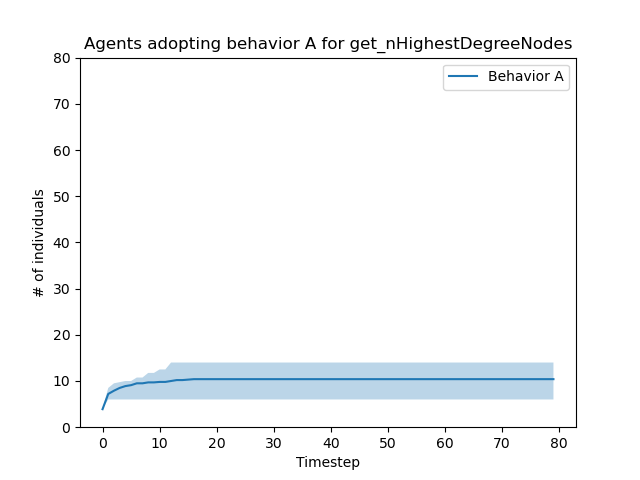 Agents adopting behavior A for get_nHighestDegreeNodes
80
70
60
50
40
30
20
10
0
# of individuals
Behavior A
0 10 20 30 40 50 60 70 80
Timestep